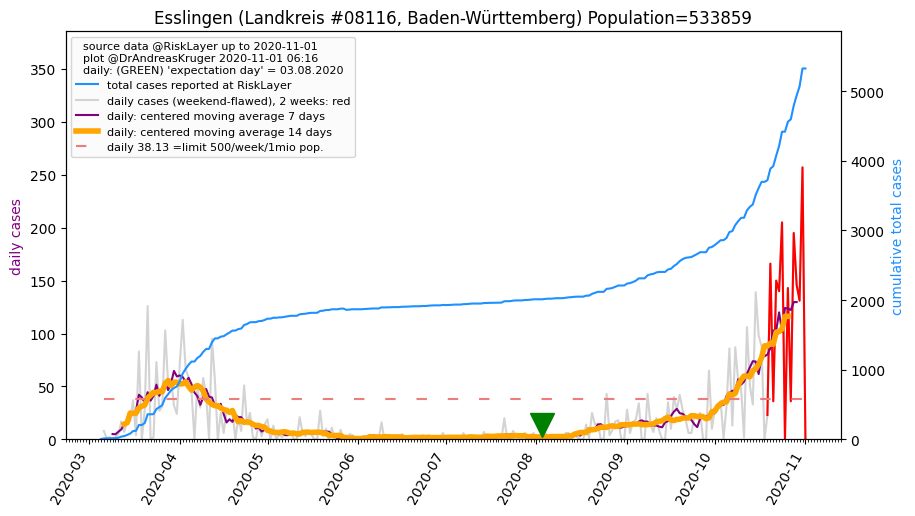 Esslingen (Landkreis #08116, Baden-Württemberg) Population=533859
source data @RiskLayer up to 2020-11-01
plot @DrAndreasKruger 2020-11-01 06:16
daily: (GREEN) 'expectation day' = 03.08.2020
total cases reported at RiskLayer
daily cases (weekend-flawed), 2 weeks: red
daily: centered moving average 7 days
daily: centered moving average 14 days
daily 38.13 =limit 500/week/1mio pop.
daily cases
350
300
250
200
150
100
50
0
cumulative total cases
5000
4000
3000
2000
1000
0
2020-03
2020-04
2020-05
2020-06
2020-07
2020-08
2020-09
2020-10
2020-11